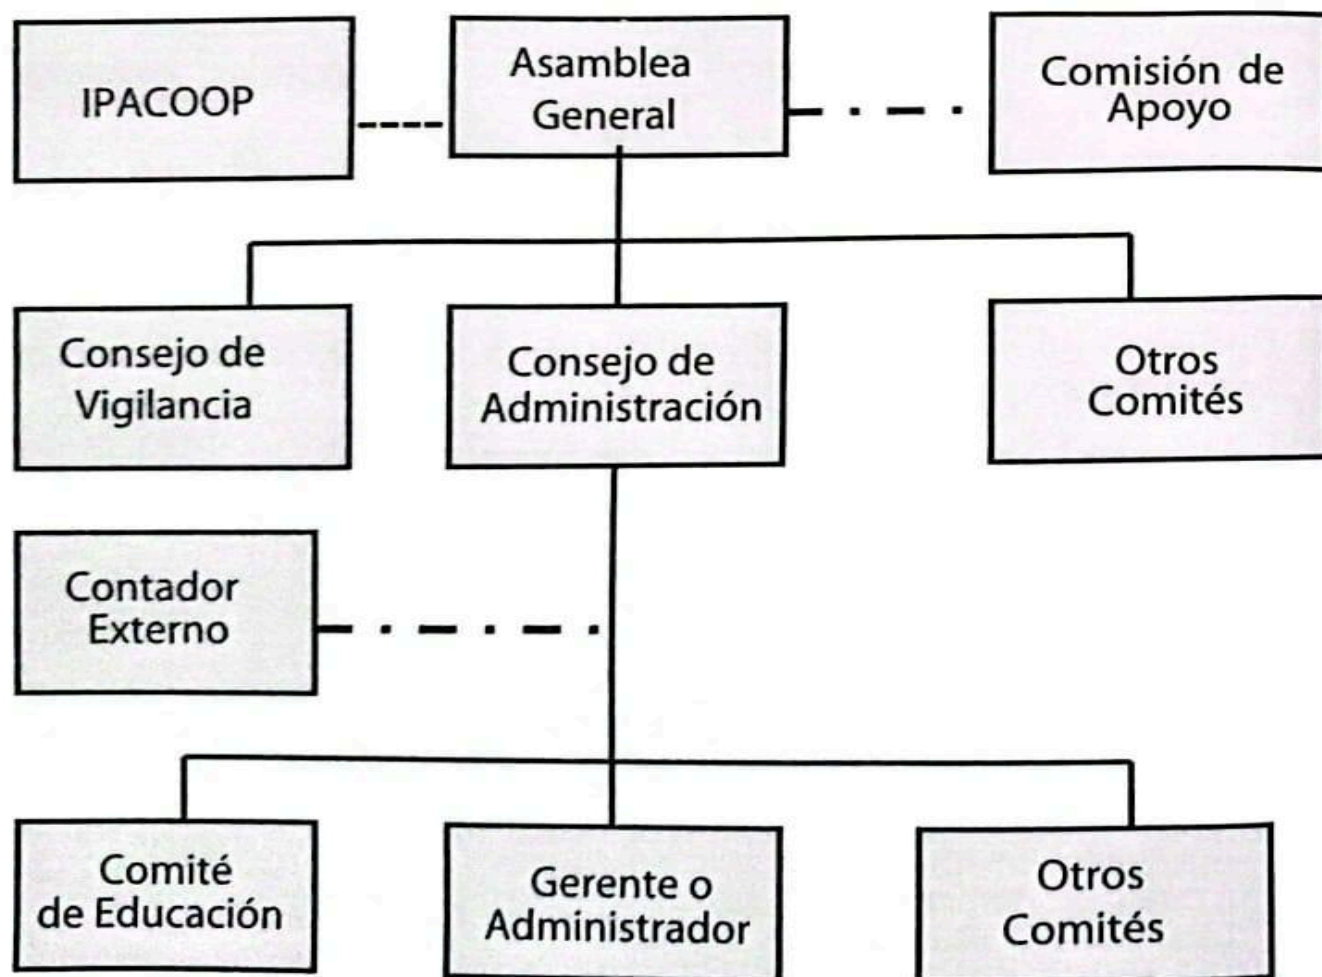 IPACOOP
Asamblea
General
Comisión de
Apoyo
Consejo de
Vigilancia
Consejo de
Administración
Otros
Comités
Contador
Externo
Comité
de Educación
Gerente o
Administrador
Otros
Comités